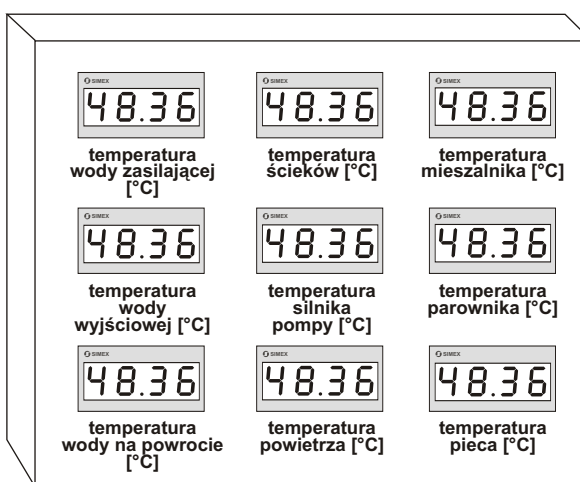 SIMEX SIMEX SIMEX
48.36 48.36 48.36
temperatura
wody zasilającej
[°C]
temperatura
ścieków [°C]
temperatura
mieszalnika [°C]
SIMEX SIMEX SIMEX
48.36 48.36 48.36
temperatura
wody
wyjściowej [°C]
temperatura
silnika
pompy [°C]
temperatura
parownika [°C]
SIMEX SIMEX SIMEX
48.36 48.36 48.36
temperatura
wody na powrocie
[°C]
temperatura
powietrza [°C]
temperatura
pieca [°C]